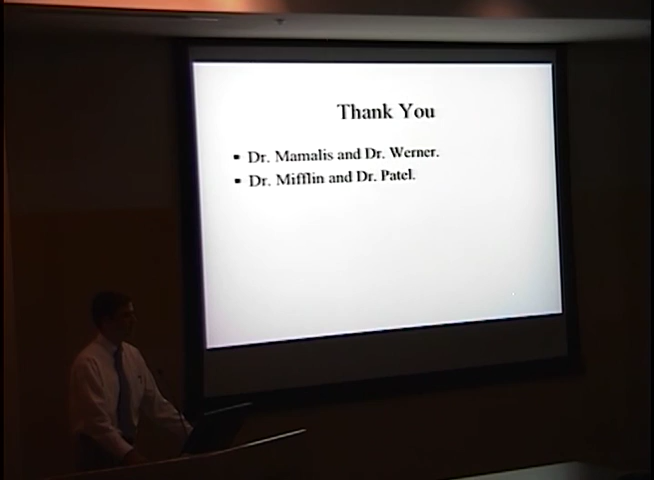 Thank You
▪ Dr. Mamalis and Dr. Werner.
▪ Dr. Mifflin and Dr. Patel.